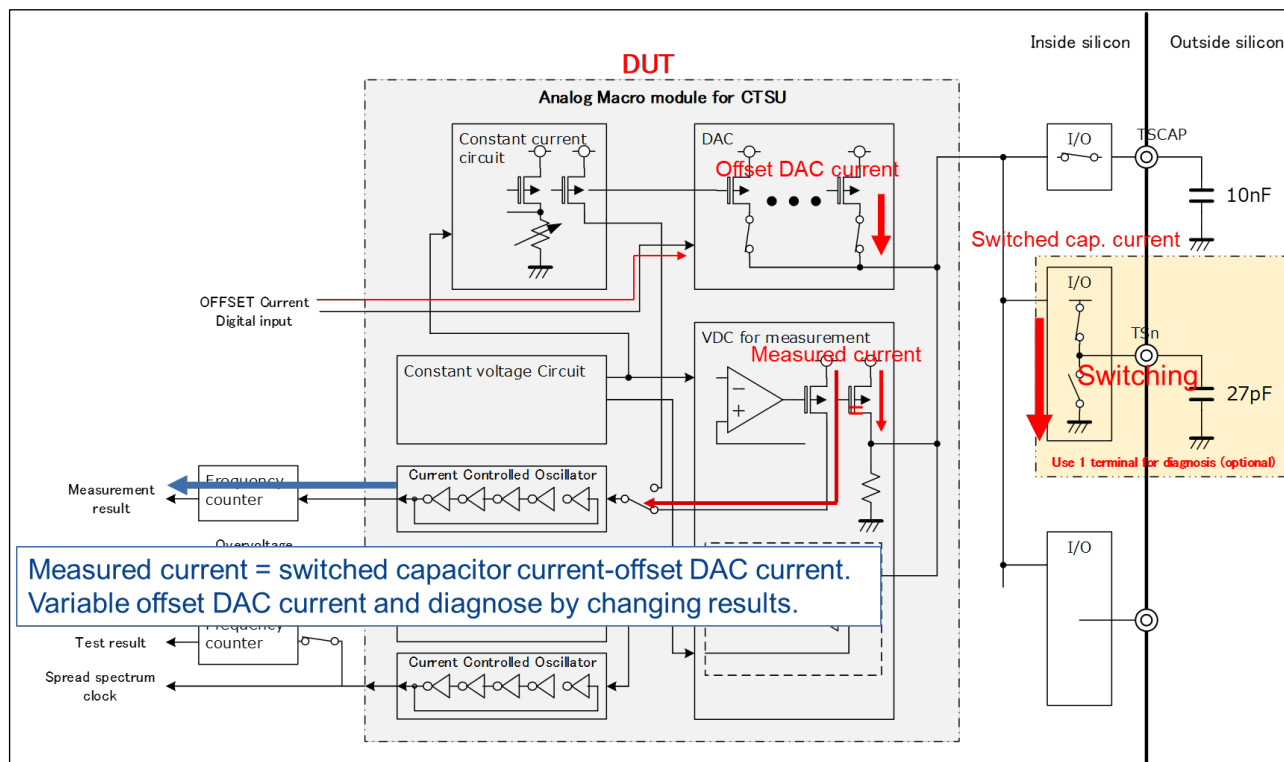 Inside silicon
Outside silicon
DUT
Analog Macro module for CTSU
Constant current
circuit
DAC
Offset DAC current
I/O
TSCAP
10nF
Switched cap. current
I/O
TSn
Switching
27pF
Use 1 terminal for diagnosis (optional)
OFFSET Current
Digital input
VDC for measurement
Measured current
Constant voltage Circuit
Current Controlled Oscillator
Frequency
counter
Measurement
result
Overvoltage
I/O
Measured current = switched capacitor current-offset DAC current.
Variable offset DAC current and diagnose by changing results.
Frequency
counter
Test result
Current Controlled Oscillator
Spread spectrum
clock